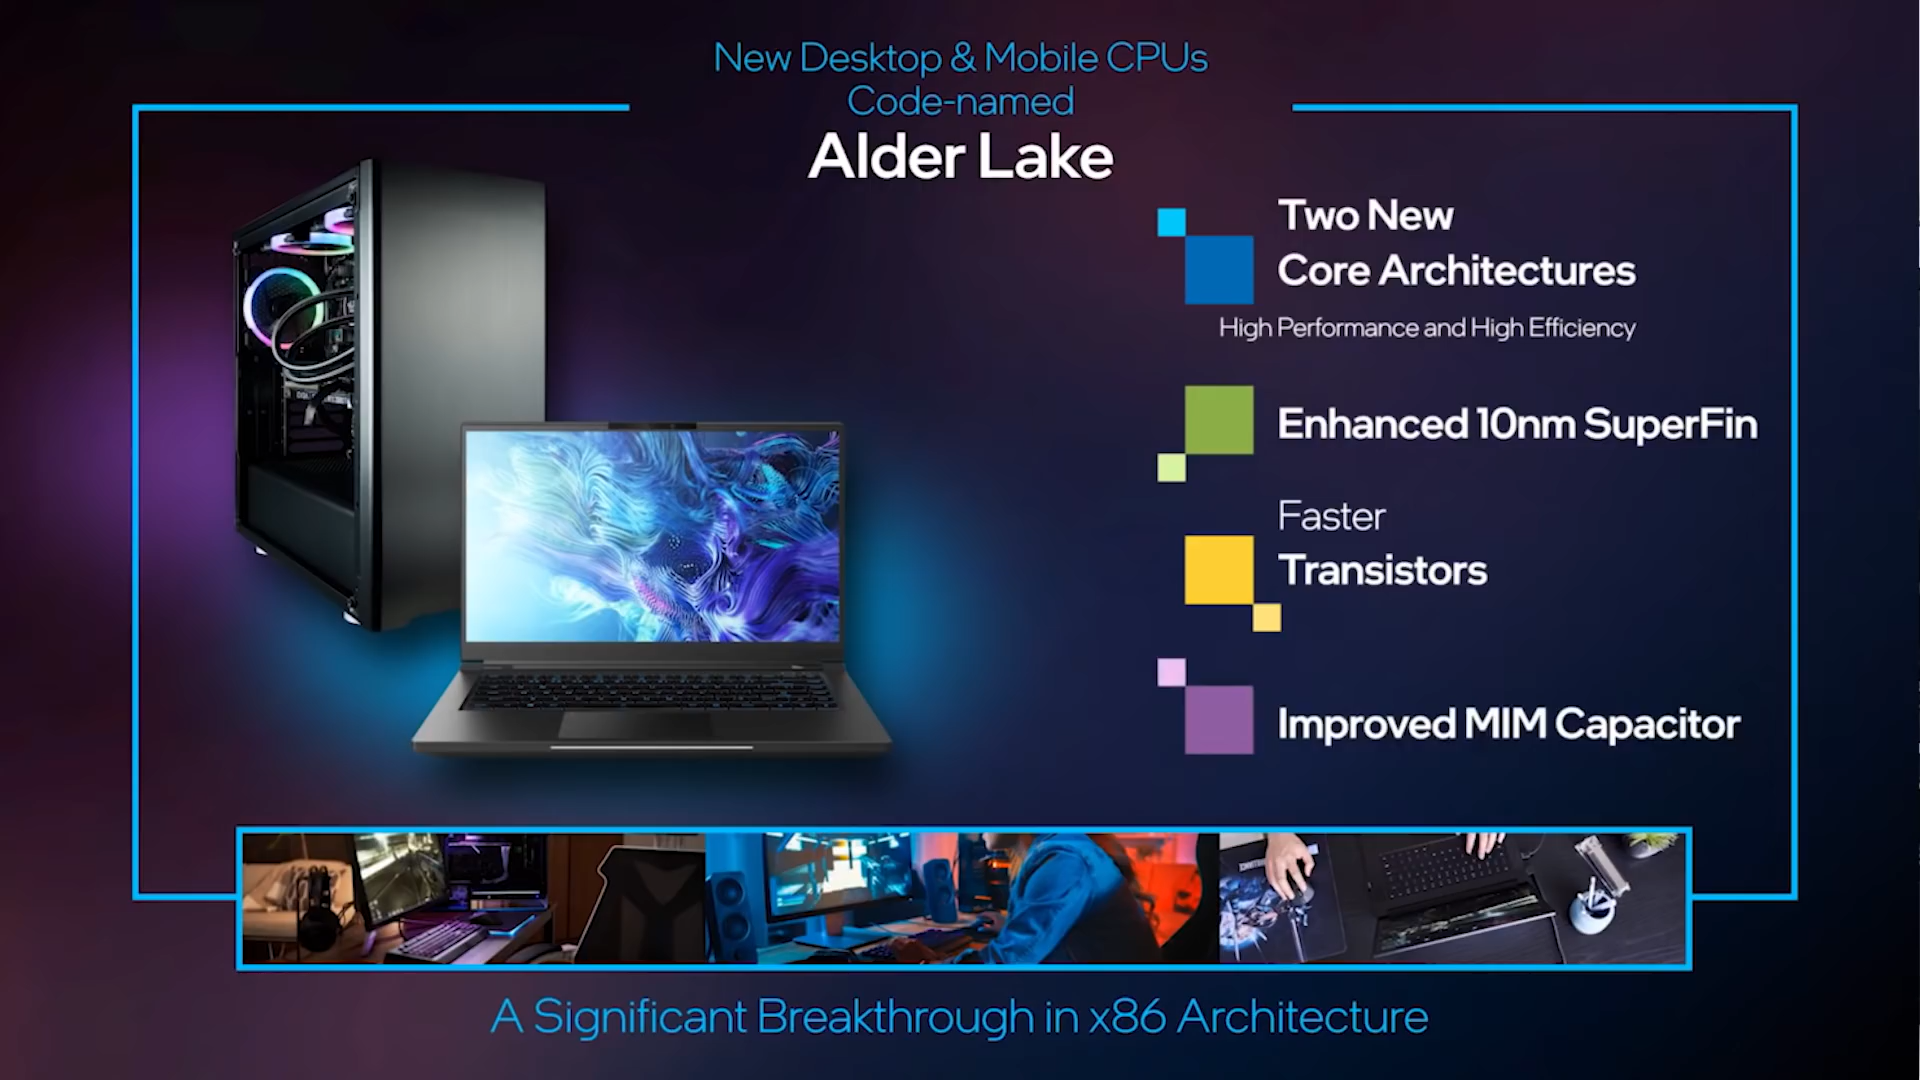 New Desktop & Mobile CPUs
Code-named
Alder Lake
Two New
Core Architectures
High Performance and High Efficiency
Enhanced 10nm SuperFin
Faster
Transistors
Improved MIM Capacitor
A Significant Breakthrough in x86 Architecture